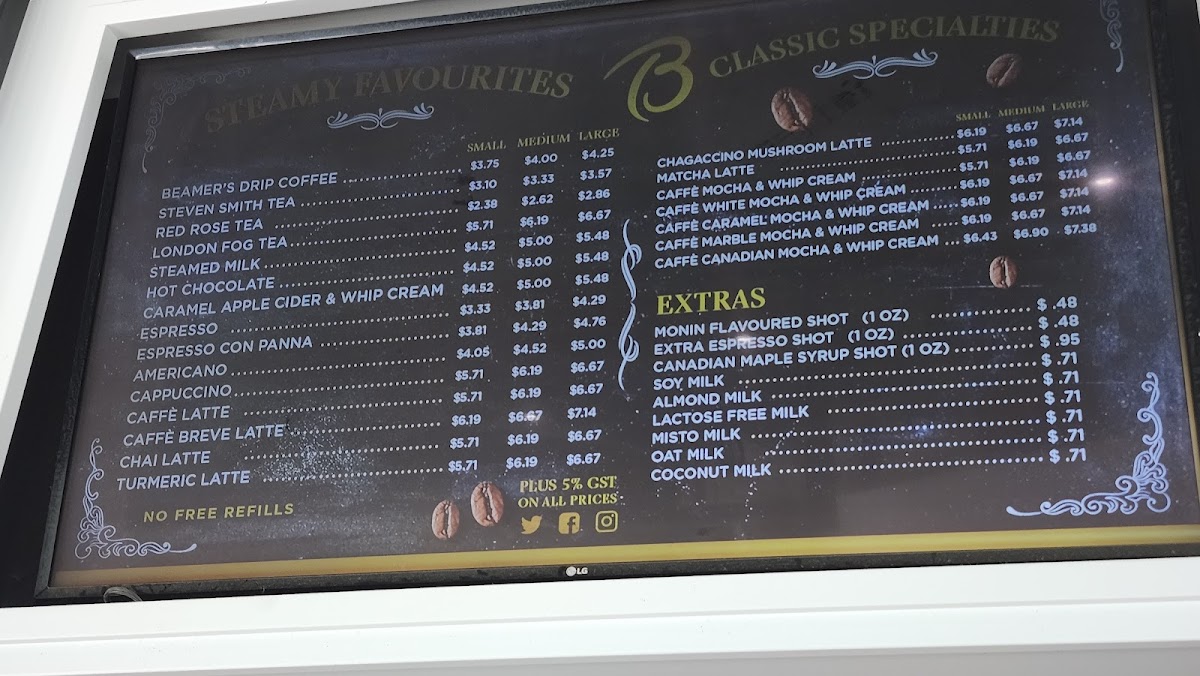 STEAMY FAVOURITES
SMALL MEDIUM LARGE
BEAMER'S DRIP COFFEE $3.75 $4.00 $4.25
STEVEN SMITH TEA $3.10 $3.33 $3.57
RED ROSE TEA $2.38 $2.62 $2.86
LONDON FOG TEA $5.71 $6.19 $6.67
STEAMED MILK $4.52 $5.00 $5.48
HOT CHOCOLATE $4.52 $5.00 $5.48
CARAMEL APPLE CIDER & WHIP CREAM $4.52 $5.00 $5.48
ESPRESSO $3.33 $3.81 $4.29
ESPRESSO CON PANNA $3.81 $4.29 $4.76
AMERICANO $4.05 $4.52 $5.00
CAPPUCCINO $5.71 $6.19 $6.67
CAFFÈ LATTE $5.71 $6.19 $6.67
CAFFÈ BREVE LATTE $6.19 $6.67 $7.14
CHAI LATTE $5.71 $6.19 $6.67
TURMERIC LATTE $5.71 $6.19 $6.67
NO FREE REFILLS
PLUS 5% GST
ON ALL PRICES
B
CLASSIC SPECIALTIES
SMALL MEDIUM LARGE
CHAGACCINO MUSHROOM LATTE $6.19 $6.67 $7.14
MATCHA LATTE $5.71 $6.19 $6.67
CAFFÈ MOCHA & WHIP CREAM $5.71 $6.19 $6.67
CAFFÈ WHITE MOCHA & WHIP CREAM $6.19 $6.67 $7.14
CAFFÈ CARAMEL MOCHA & WHIP CREAM $6.19 $6.67 $7.14
CAFFÈ MARBLE MOCHA & WHIP CREAM $6.19 $6.67 $7.14
CAFFÈ CANADIAN MOCHA & WHIP CREAM $6.43 $6.90 $7.38
EXTRAS
MONIN FLAVOURED SHOT (1 OZ) $ .48
EXTRA ESPRESSO SHOT (1 OZ) $ .48
CANADIAN MAPLE SYRUP SHOT (1 OZ) $ .95
SOY MILK $ .71
ALMOND MILK $ .71
LACTOSE FREE MILK $ .71
MISTO MILK $ .71
OAT MILK $ .71
COCONUT MILK $ .71
LG